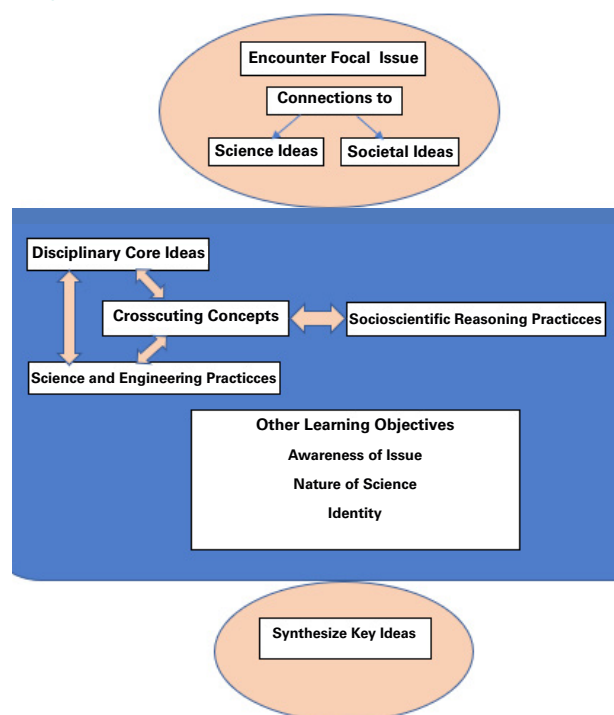 Encounter Focal Issue
Connections to
Science Ideas
Societal Ideas
Disciplinary Core Ideas
Crosscutting Concepts
Socioscientific Reasoning Practicces
Science and Engineering Practicces
Other Learning Objectives
Awareness of Issue
Nature of Science
Identity
Synthesize Key Ideas